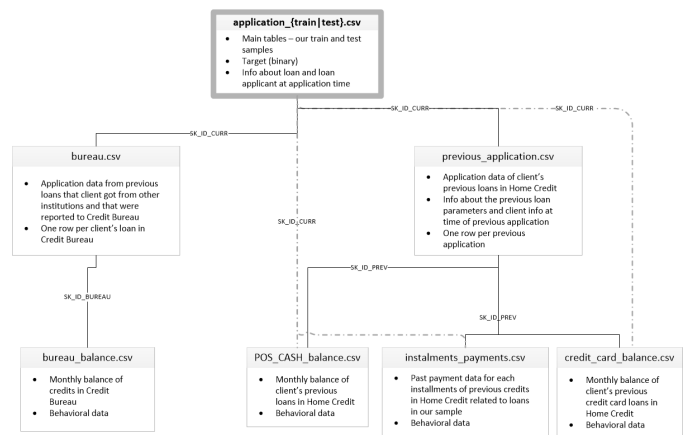 application_{train|test}.csv
Main tables – our train and test
samples
Target (binary)
Info about loan and loan
applicant at application time
SK_ID_CURR
SK_ID_CURR
SK_ID_CURR
bureau.csv
Application data from previous
loans that client got from other
institutions and that were
reported to Credit Bureau
One row per client's loan in
Credit Bureau
SK_ID_CURR
previous_application.csv
Application data of client's
previous loans in Home Credit
Info about the previous loan
parameters and client info at
time of previous application
One row per previous
application
SK_ID_BUREAU
SK_ID_PREV
SK_ID_PREV
bureau_balance.csv
Monthly balance of
credits in Credit
Bureau
Behavioral data
POS_CASH_balance.csv
Monthly balance of
client's previous
loans in Home Credit
Behavioral data
instalments_payments.csv
Past payment data for each
installments of previous credits
in Home Credit related to loans
in our sample
Behavioral data
credit_card_balance.csv
Monthly balance of
client's previous
credit card loans in
Home Credit
Behavioral data